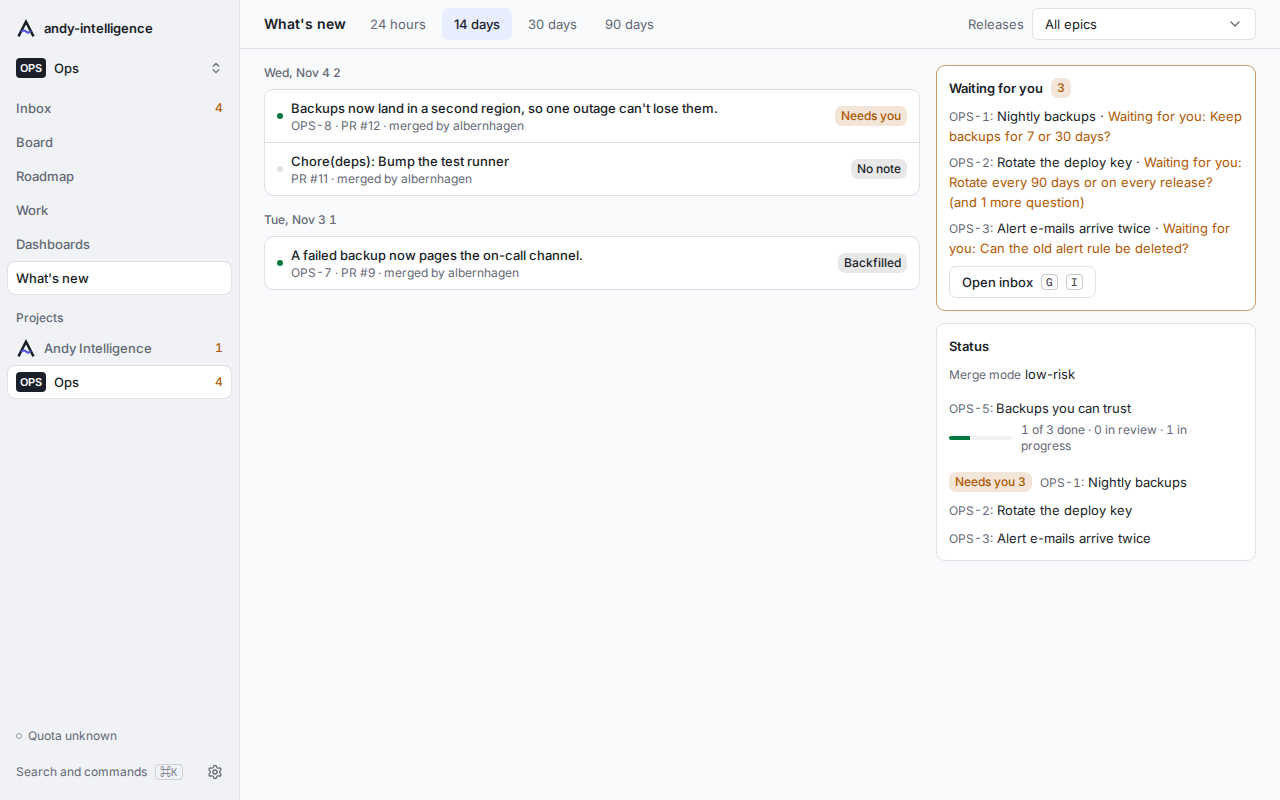 andy-intelligence
OPS Ops
Inbox 4
Board
Roadmap
Work
Dashboards
What's new
Projects
Andy Intelligence 1
OPS Ops 4
Quota unknown
Search and commands ⌘K
What's new 24 hours 14 days 30 days 90 days
Releases All epics
Wed, Nov 4 2
Backups now land in a second region, so one outage can't lose them.
OPS-8 · PR #12 · merged by albernhagen
Needs you
Chore(deps): Bump the test runner
PR #11 · merged by albernhagen
No note
Tue, Nov 3 1
A failed backup now pages the on-call channel.
OPS-7 · PR #9 · merged by albernhagen
Backfilled
Waiting for you 3
OPS-1: Nightly backups · Waiting for you: Keep
backups for 7 or 30 days?
OPS-2: Rotate the deploy key · Waiting for you:
Rotate every 90 days or on every release?
(and 1 more question)
OPS-3: Alert e-mails arrive twice · Waiting for
you: Can the old alert rule be deleted?
Open inbox G I
Status
Merge mode low-risk
OPS-5: Backups you can trust
1 of 3 done · 0 in review · 1 in
progress
Needs you 3 OPS-1: Nightly backups
OPS-2: Rotate the deploy key
OPS-3: Alert e-mails arrive twice